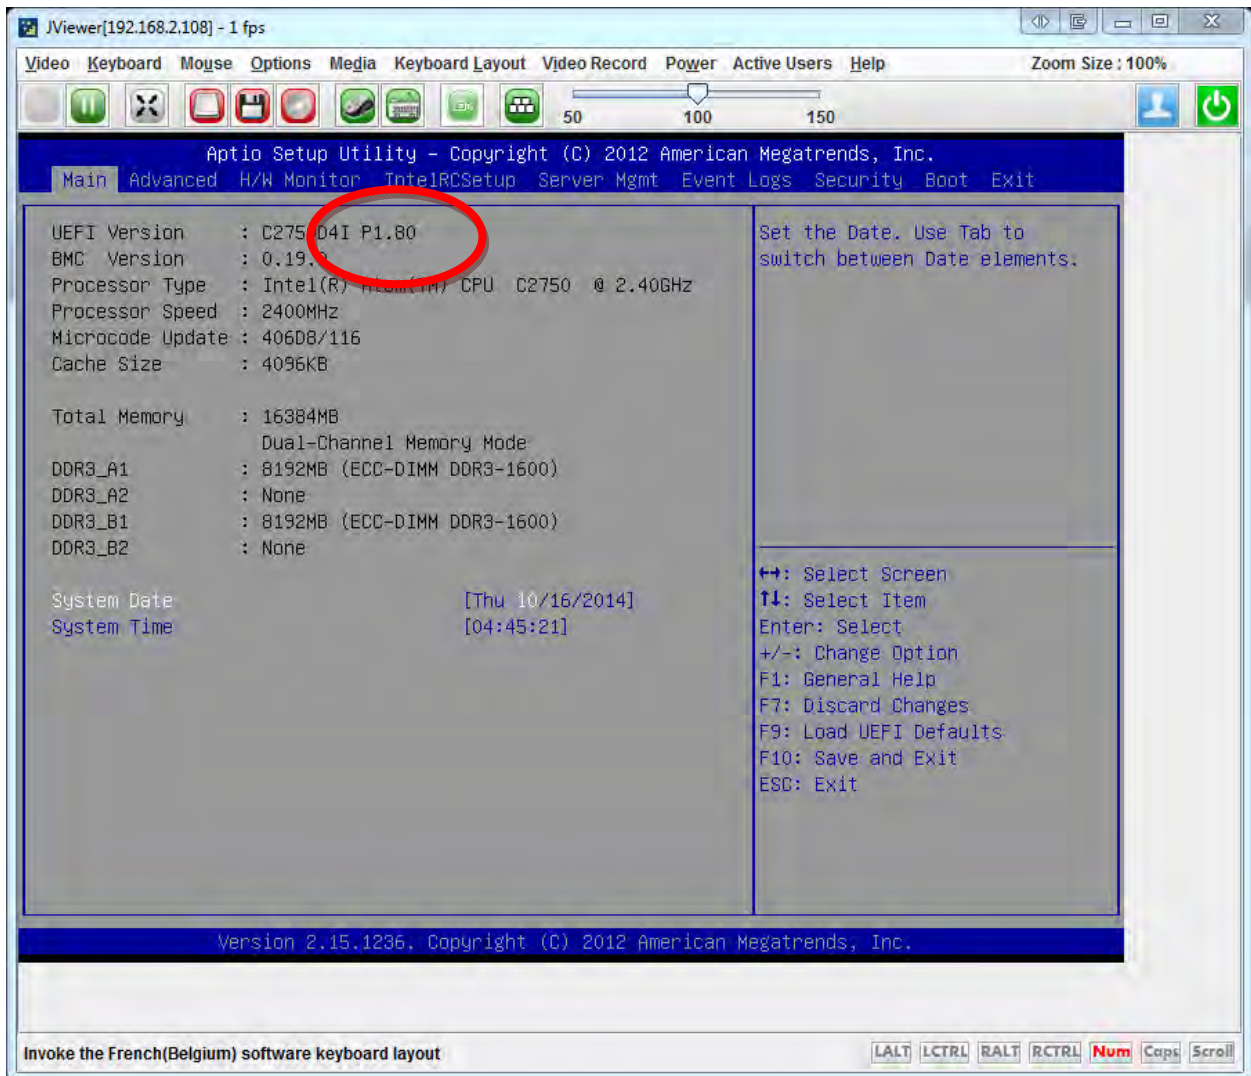 JViewer[192.168.2.108] - 1 fps
Video Keyboard Mouse Options Media Keyboard Layout Video Record Power Active Users Help Zoom Size : 100%
50 100 150
Aptio Setup Utility – Copyright (C) 2012 American Megatrends, Inc.
Main Advanced H/W Monitor IntelRCSetup Server Mgmt Event Logs Security Boot Exit
UEFI Version : D4I P1.80
BMC Version : 0.19.
Processor Type : Intel(R) CPU C2750 @ 2.40GHz
Processor Speed : 2400MHz
Microcode Update : 406D8/116
Cache Size : 4096KB
Total Memory : 16384MB
Dual-Channel Memory Mode
DDR3_A1 : 8192MB (ECC-DIMM DDR3-1600)
DDR3_A2 : None
DDR3_B1 : 8192MB (ECC-DIMM DDR3-1600)
DDR3_B2 : None
System Date [Thu 10/16/2014]
System Time [04:45:21]
Set the Date. Use Tab to
switch between Date elements.
↔: Select Screen
↑↓: Select Item
Enter: Select
+/-: Change Option
F1: General Help
F7: Discard Changes
F9: Load UEFI Defaults
F10: Save and Exit
ESC: Exit
Version 2.15.1236. Copyright (C) 2012 American Megatrends, Inc.
Invoke the French(Belgium) software keyboard layout
LALT LCTRL RALT RCTRL Num Caps Scroll